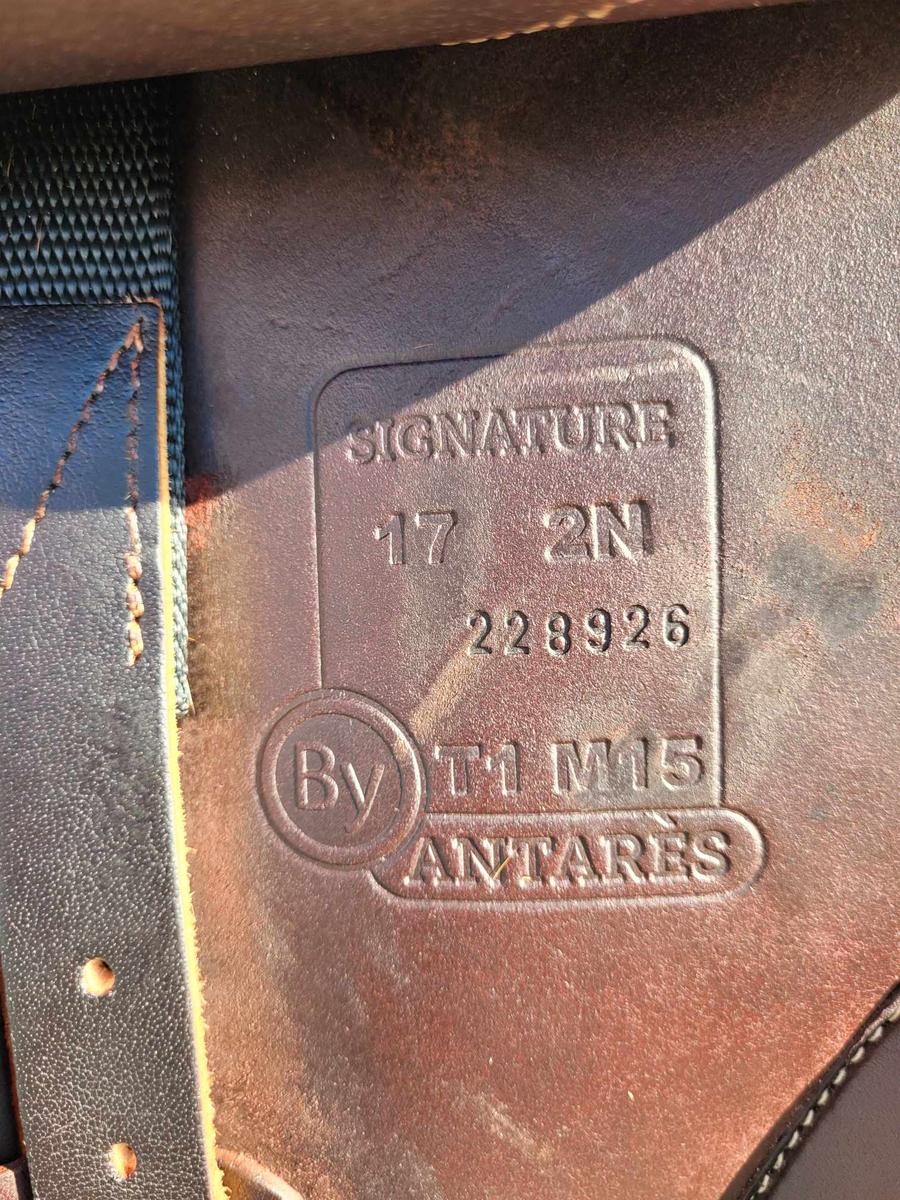 SIGNATURE
17 2N
228926
T1 M15
By
ANTARÈS